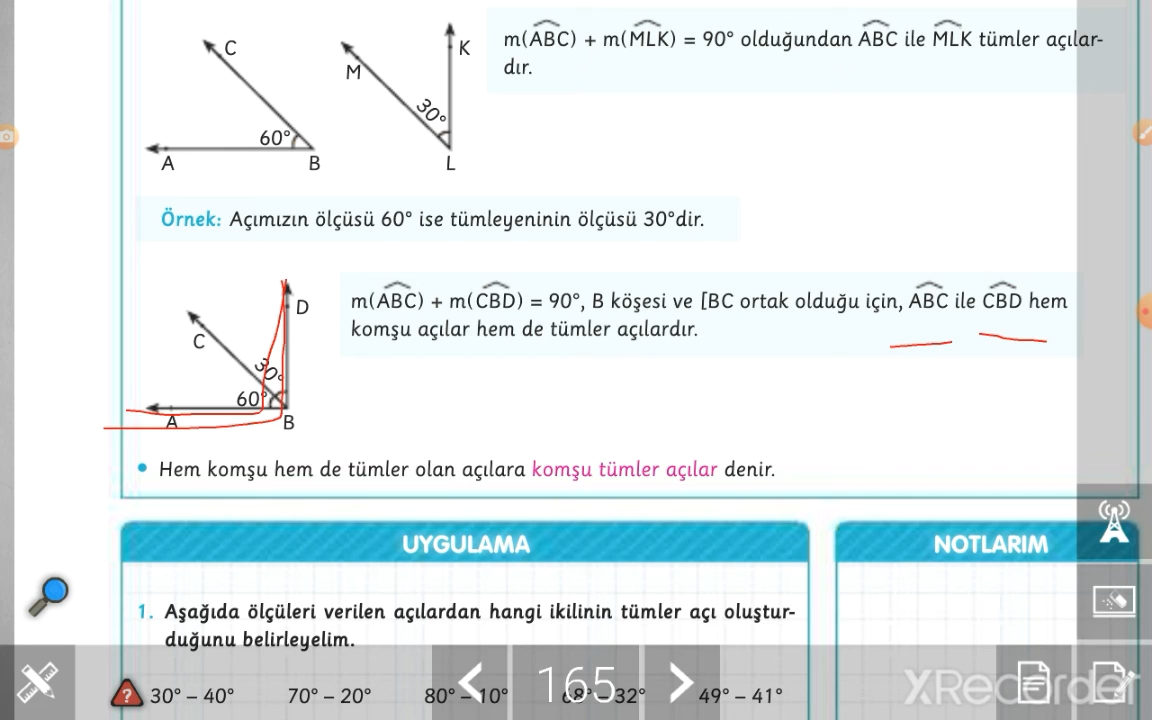 C
M
K
60°
A
B
30°
L
m(ABC) + m(MLK) = 90° olduğundan ABC ile MLK tümler açılar-
dır.
Örnek: Açımızın ölçüsü 60° ise tümleyeninin ölçüsü 30°dir.
D
C
30°
60°
A
B
m(ABC) + m(CBD) = 90°, B köşesi ve [BC ortak olduğu için, ABC ile CBD hem
komşu açılar hem de tümler açılardır.
• Hem komşu hem de tümler olan açılara komşu tümler açılar denir.
UYGULAMA
NOTLARIM
1. Aşağıda ölçüleri verilen açılardan hangi ikilinin tümler açı oluştur-
duğunu belirleyelim.
? 30° – 40° 70° – 20° 80° – 10° 68° – 32° 49° – 41°
165
XRecorder